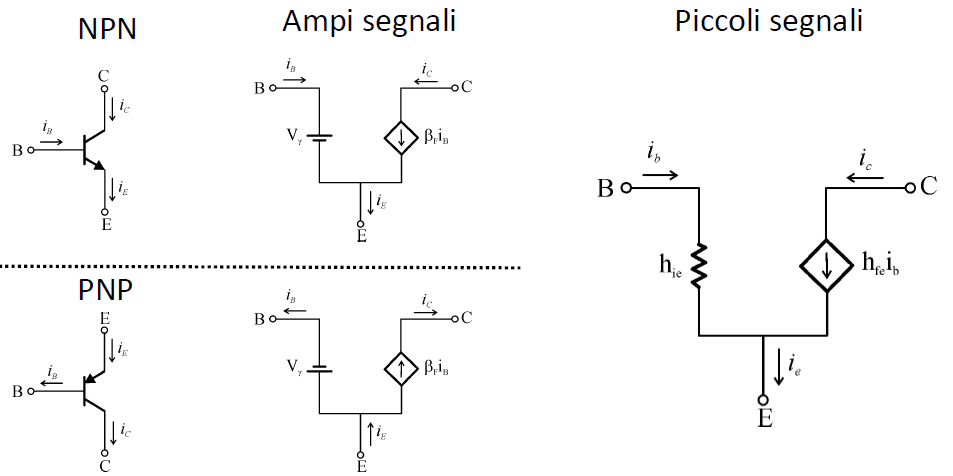 NPN
Ampi segnali
Piccoli segnali
C
i_C
B
i_B
i_E
E
i_B
B
i_C
C
V_γ
β_F i_B
i_E
E
i_b
B
i_c
C
h_ie
h_fe i_b
i_e
E
PNP
E
i_E
i_B
B
i_C
C
i_B
B
i_C
C
V_γ
β_F i_B
i_E
E